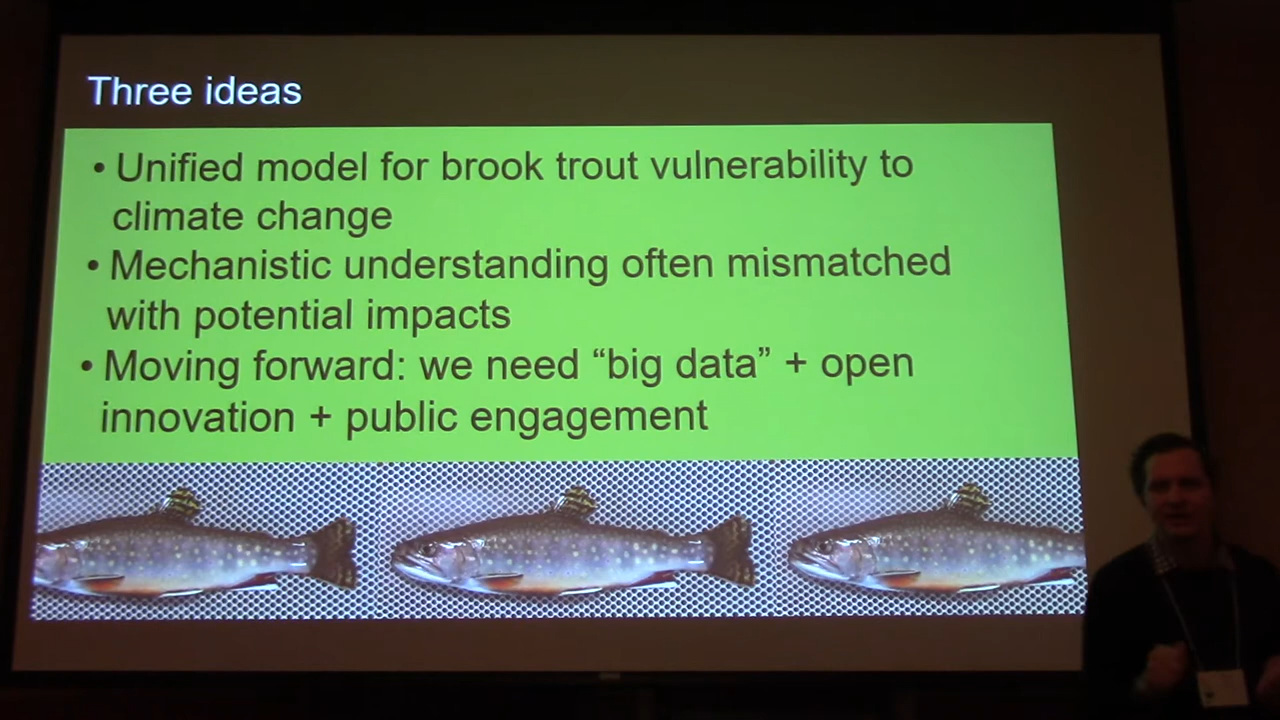 Three ideas
• Unified model for brook trout vulnerability to
climate change
• Mechanistic understanding often mismatched
with potential impacts
• Moving forward: we need “big data” + open
innovation + public engagement